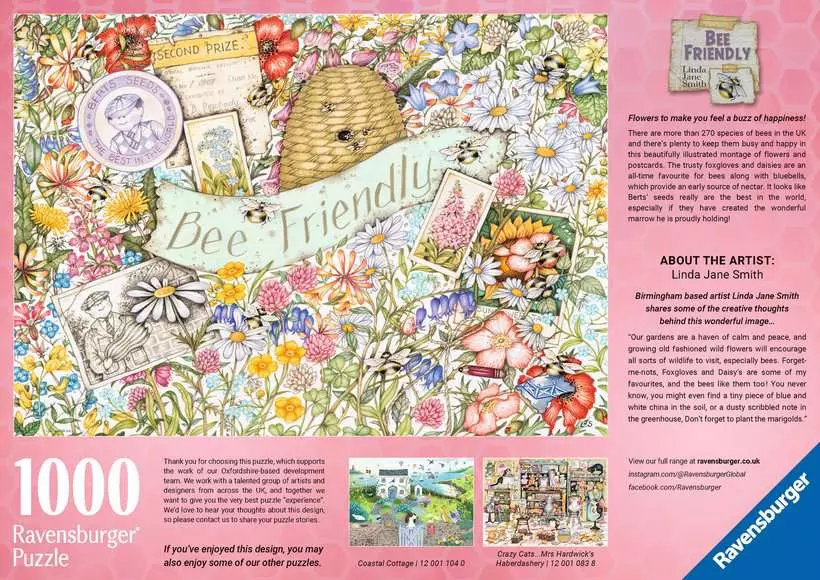 SECOND PRIZE.
BERTS SEEDS
THE BEST IN THE WORLD
Bee Friendly
BEE
FRIENDLY
Linda
Jane
Smith
Flowers to make you feel a buzz of happiness!
There are more than 270 species of bees in the UK
and there's plenty to keep them busy and happy in
this beautifully illustrated montage of flowers and
postcards. The trusty foxgloves and daisies are an
all-time favourite for bees along with bluebells,
which provide an early source of nectar. It looks like
Berts' seeds really are the best in the world,
especially if they have created the wonderful
marrow he is proudly holding!
ABOUT THE ARTIST:
Linda Jane Smith
Birmingham based artist Linda Jane Smith
shares some of the creative thoughts
behind this wonderful image...
"Our gardens are a haven of calm and peace, and
growing old fashioned wild flowers will encourage
all sorts of wildlife to visit, especially bees. Forget-
me-nots, Foxgloves and Daisy's are some of my
favourites, and the bees like them too! You never
know, you might even find a tiny piece of blue and
white china in the soil, or a dusty scribbled note in
the greenhouse, Don't forget to plant the marigolds."
1000
Ravensburger®
Puzzle
Thank you for choosing this puzzle, which supports
the work of our Oxfordshire-based development
team. We work with a talented group of artists and
designers from across the UK, and together we
want to give you the very best puzzle "experience".
We'd love to hear your thoughts about this design,
so please contact us to share your puzzle stories.
If you've enjoyed this design, you may
also enjoy some of our other puzzles.
Coastal Cottage | 12 001 104 0
Crazy Cats...Mrs Hardwick's
Haberdashery | 12 001 083 8
View our full range at ravensburger.co.uk
instagram.com/@RavensburgerGlobal
facebook.com/Ravensburger
Ravensburger